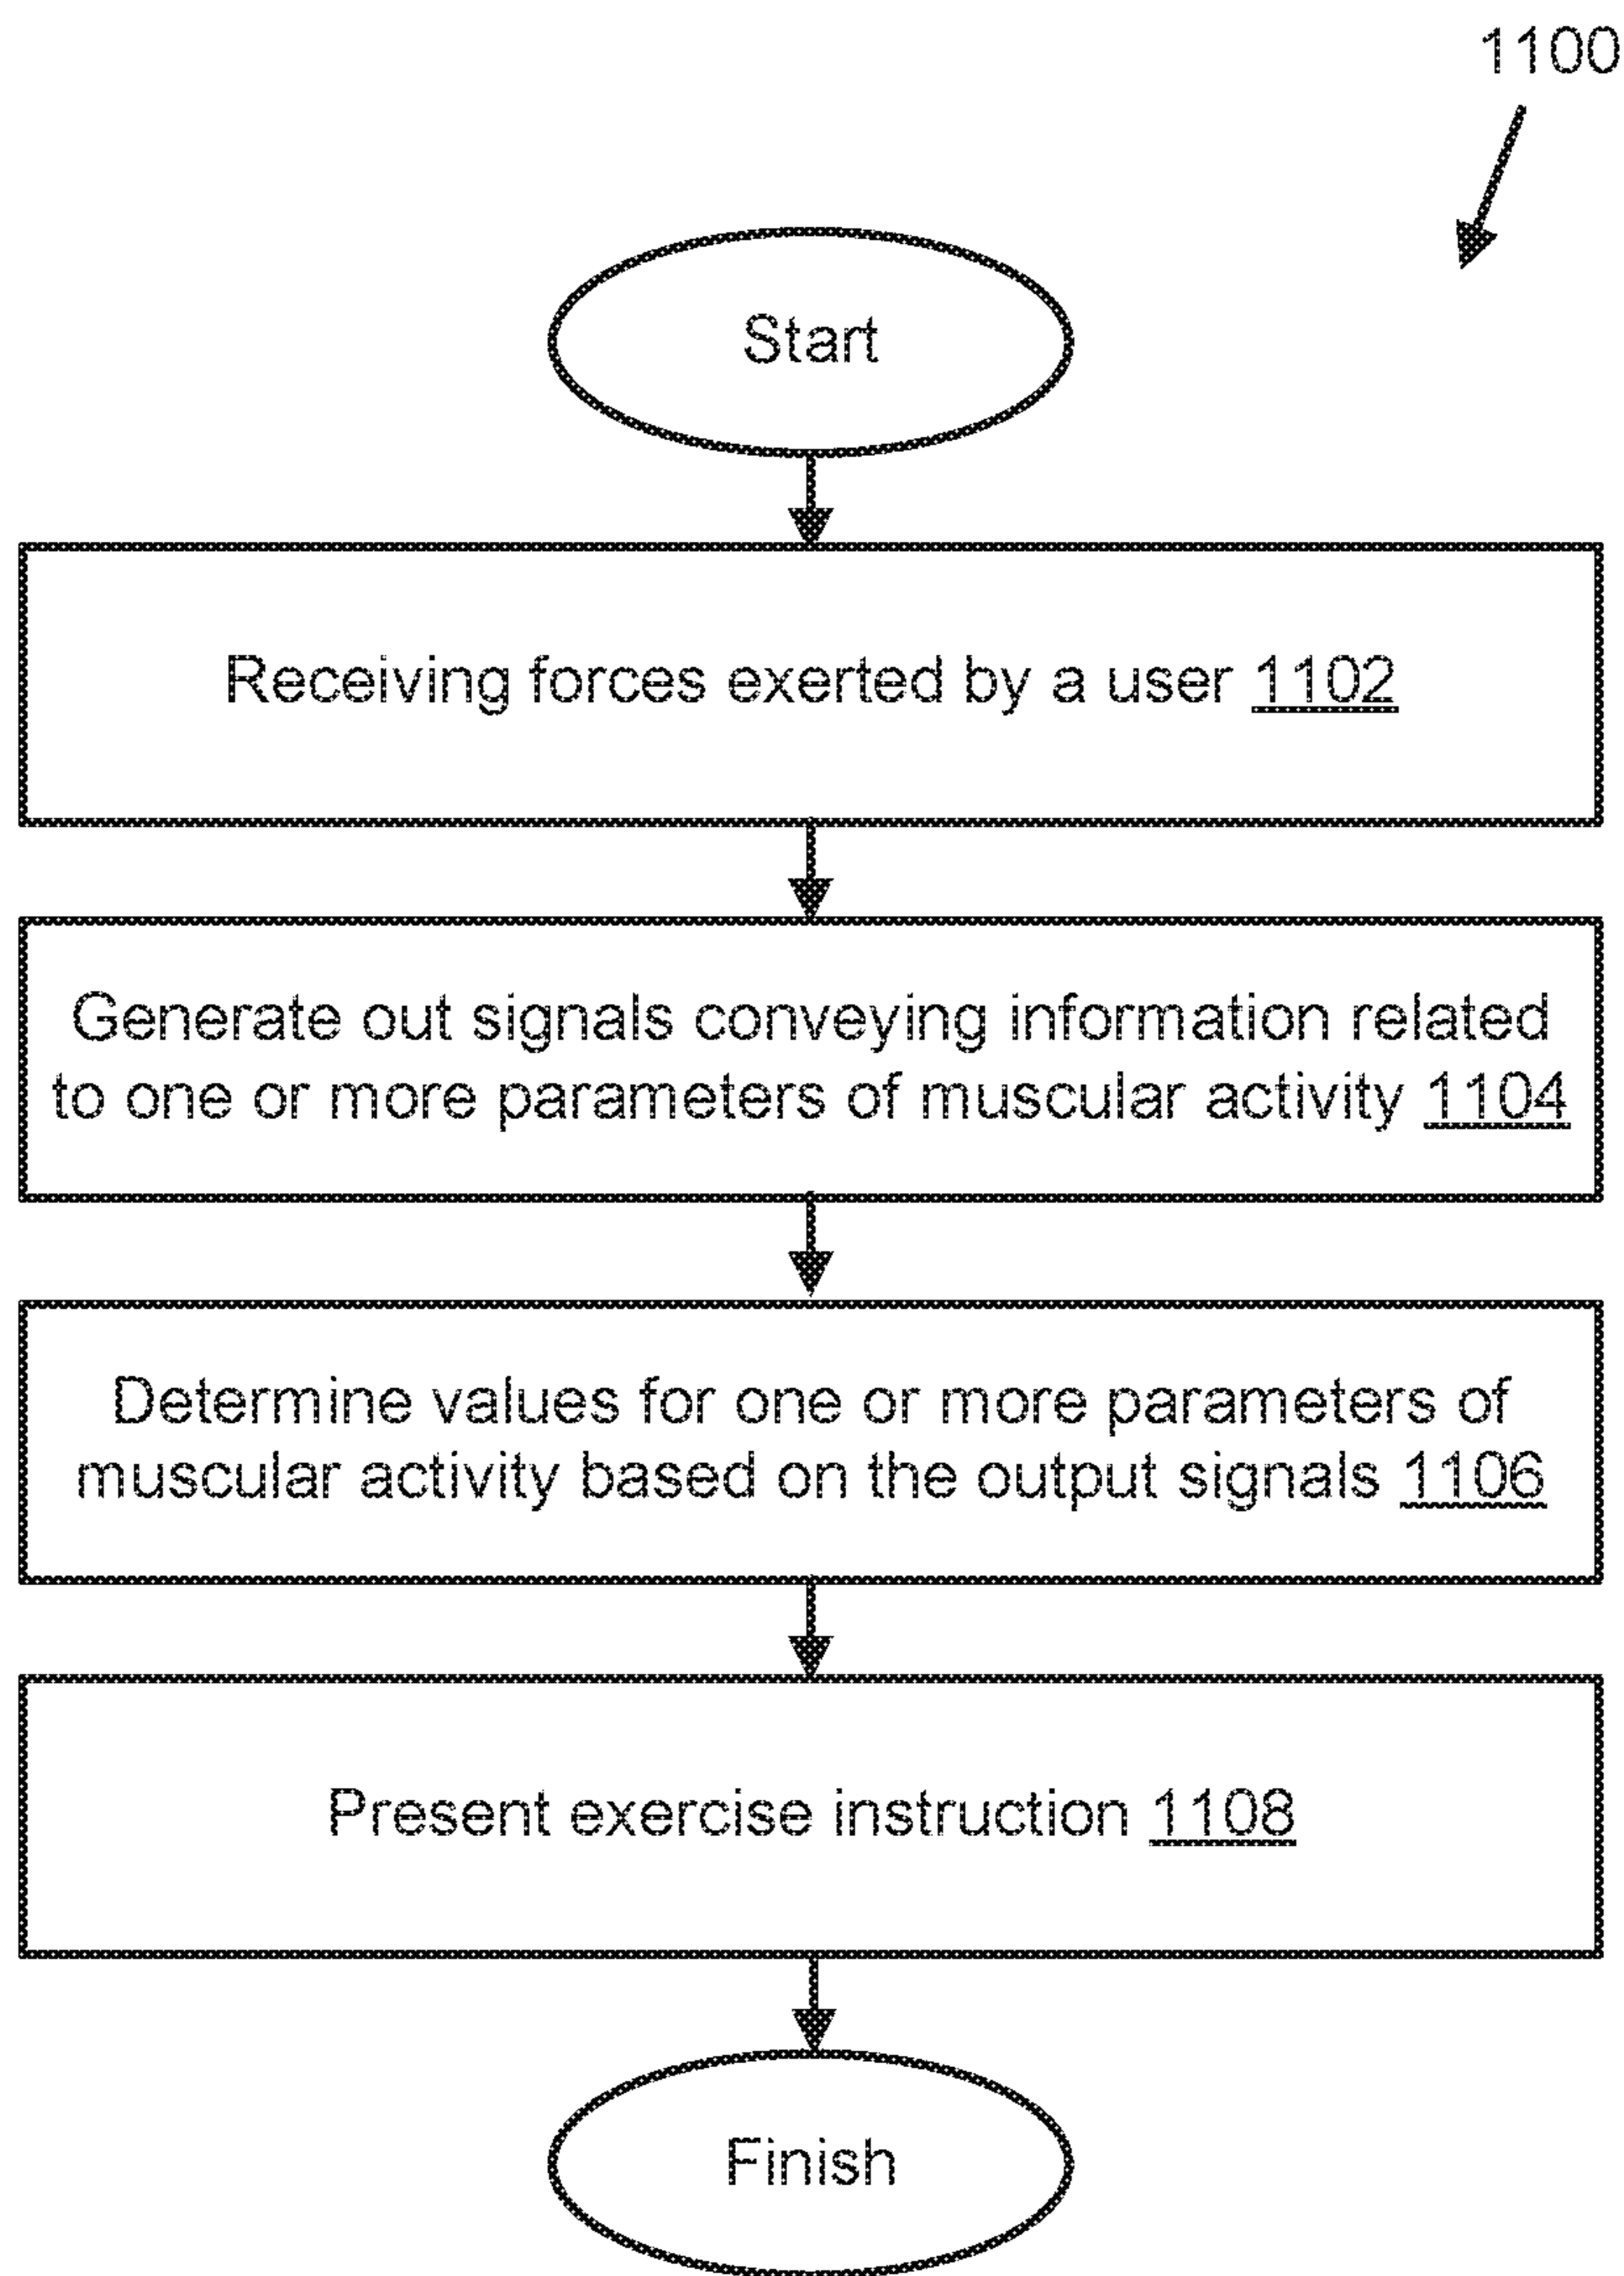 1100
Start
Receiving forces exerted by a user 1102
Generate out signals conveying information related
to one or more parameters of muscular activity 1104
Determine values for one or more parameters of
muscular activity based on the output signals 1106
Present exercise instruction 1108
Finish